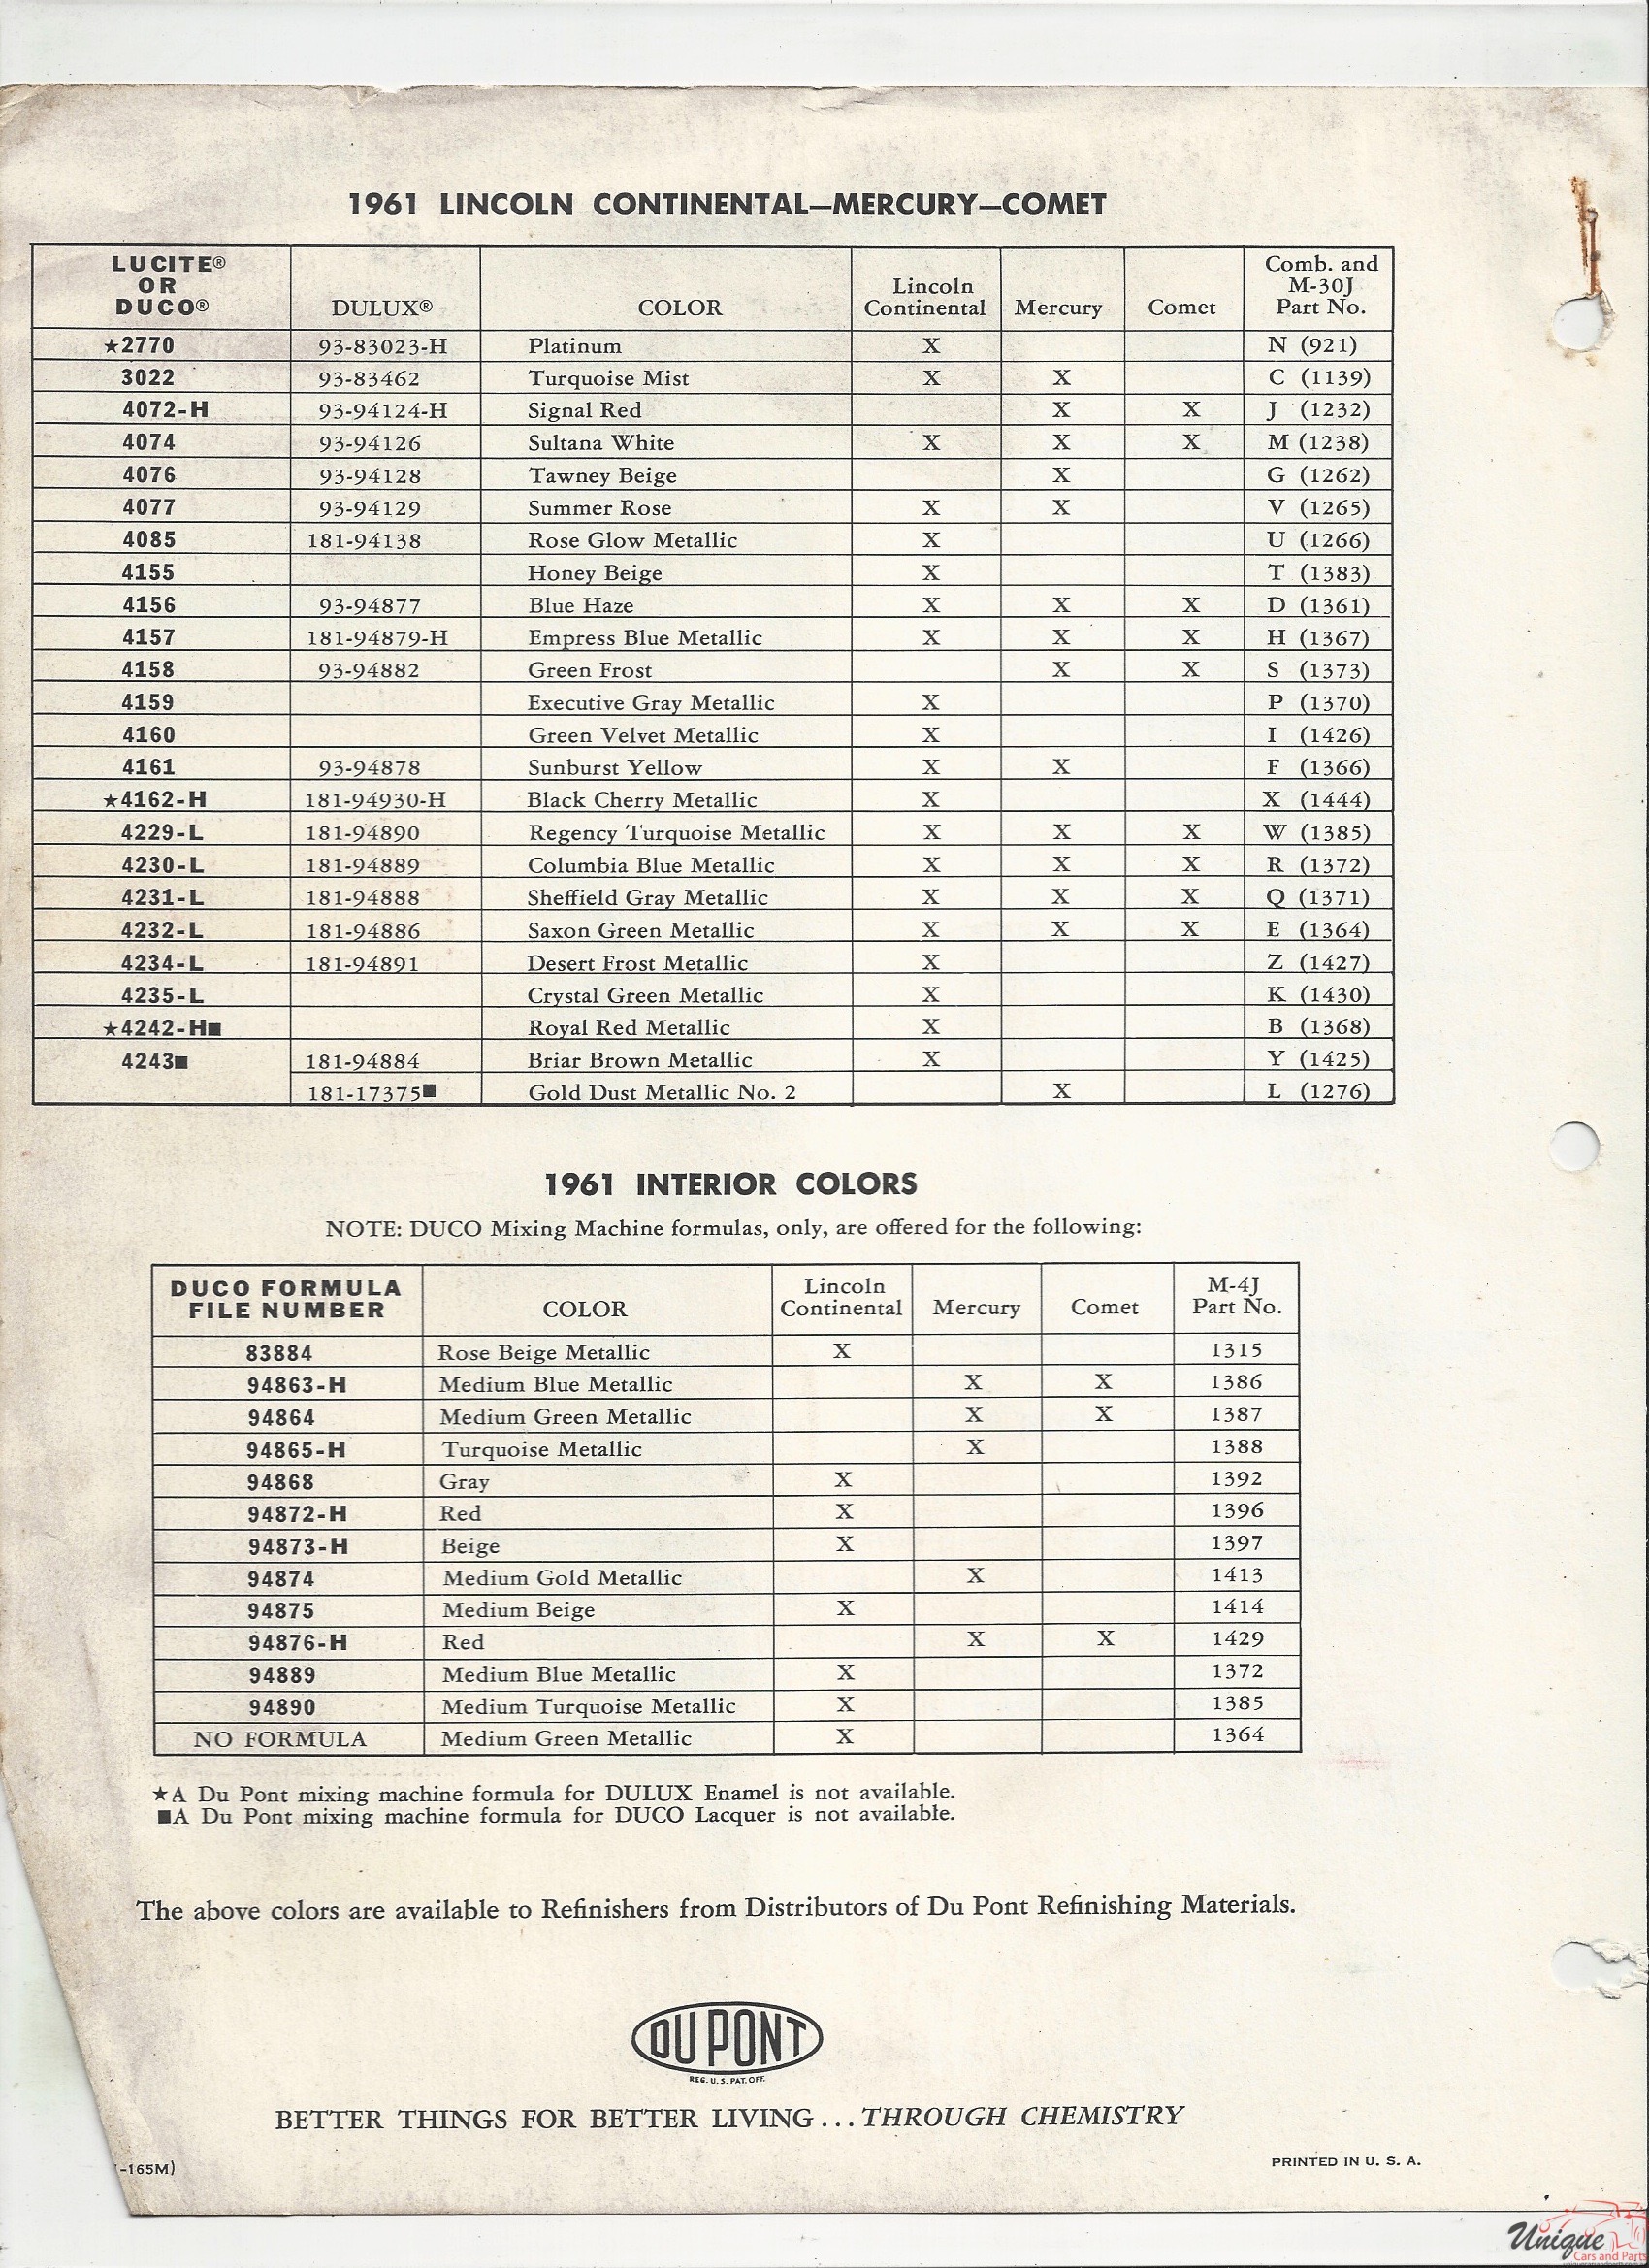 1961 LINCOLN CONTINENTAL—MERCURY—COMET
LUCITE® OR DUCO® DULUX® COLOR Lincoln Continental Mercury Comet Comb. and M-30J Part No.
★2770 93-83023-H Platinum X N (921)
3022 93-83462 Turquoise Mist X X C (1139)
4072-H 93-94124-H Signal Red X X J (1232)
4074 93-94126 Sultana White X X X M (1238)
4076 93-94128 Tawney Beige X G (1262)
4077 93-94129 Summer Rose X X V (1265)
4085 181-94138 Rose Glow Metallic X U (1266)
4155 Honey Beige X T (1383)
4156 93-94877 Blue Haze X X X D (1361)
4157 181-94879-H Empress Blue Metallic X X X H (1367)
4158 93-94882 Green Frost X X S (1373)
4159 Executive Gray Metallic X P (1370)
4160 Green Velvet Metallic X I (1426)
4161 93-94878 Sunburst Yellow X X F (1366)
★4162-H 181-94930-H Black Cherry Metallic X X (1444)
4229-L 181-94890 Regency Turquoise Metallic X X X W (1385)
4230-L 181-94889 Columbia Blue Metallic X X X R (1372)
4231-L 181-94888 Sheffield Gray Metallic X X X Q (1371)
4232-L 181-94886 Saxon Green Metallic X X X E (1364)
4234-L 181-94891 Desert Frost Metallic X Z (1427)
4235-L Crystal Green Metallic X K (1430)
★4242-H■ Royal Red Metallic X B (1368)
4243■ 181-94884 Briar Brown Metallic X Y (1425)
181-17375■ Gold Dust Metallic No. 2 X L (1276)
1961 INTERIOR COLORS
NOTE: DUCO Mixing Machine formulas, only, are offered for the following:
DUCO FORMULA FILE NUMBER COLOR Lincoln Continental Mercury Comet M-4J Part No.
83884 Rose Beige Metallic X 1315
94863-H Medium Blue Metallic X X 1386
94864 Medium Green Metallic X X 1387
94865-H Turquoise Metallic X 1388
94868 Gray X 1392
94872-H Red X 1396
94873-H Beige X 1397
94874 Medium Gold Metallic X 1413
94875 Medium Beige X 1414
94876-H Red X X 1429
94889 Medium Blue Metallic X 1372
94890 Medium Turquoise Metallic X 1385
NO FORMULA Medium Green Metallic X 1364
★A Du Pont mixing machine formula for DULUX Enamel is not available.
■A Du Pont mixing machine formula for DUCO Lacquer is not available.
The above colors are available to Refinishers from Distributors of Du Pont Refinishing Materials.
DU PONT
REG. U. S. PAT. OFF.
BETTER THINGS FOR BETTER LIVING ... THROUGH CHEMISTRY
-165M)
PRINTED IN U. S. A.
Unique
Cars and Parts